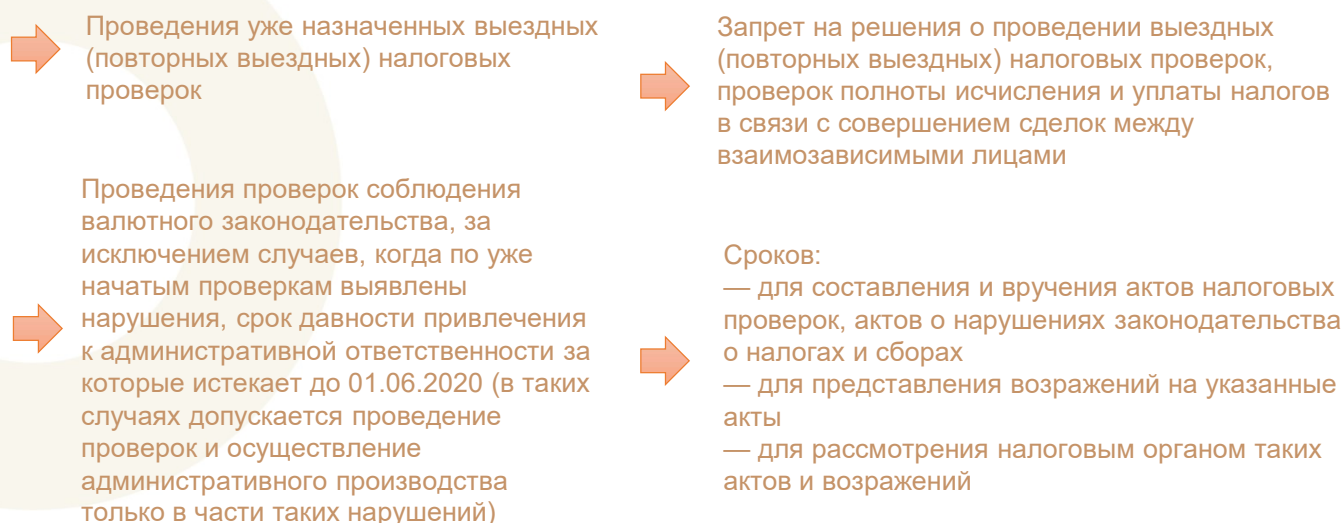 Проведения уже назначенных выездных
(повторных выездных) налоговых
проверок
Запрет на решения о проведении выездных
(повторных выездных) налоговых проверок,
проверок полноты исчисления и уплаты налогов
в связи с совершением сделок между
взаимозависимыми лицами
Проведения проверок соблюдения
валютного законодательства, за
исключением случаев, когда по уже
начатым проверкам выявлены
нарушения, срок давности привлечения
к административной ответственности за
которые истекает до 01.06.2020 (в таких
случаях допускается проведение
проверок и осуществление
административного производства
только в части таких нарушений)
Сроков:
— для составления и вручения актов налоговых
проверок, актов о нарушениях законодательства
о налогах и сборах
— для представления возражений на указанные
акты
— для рассмотрения налоговым органом таких
актов и возражений